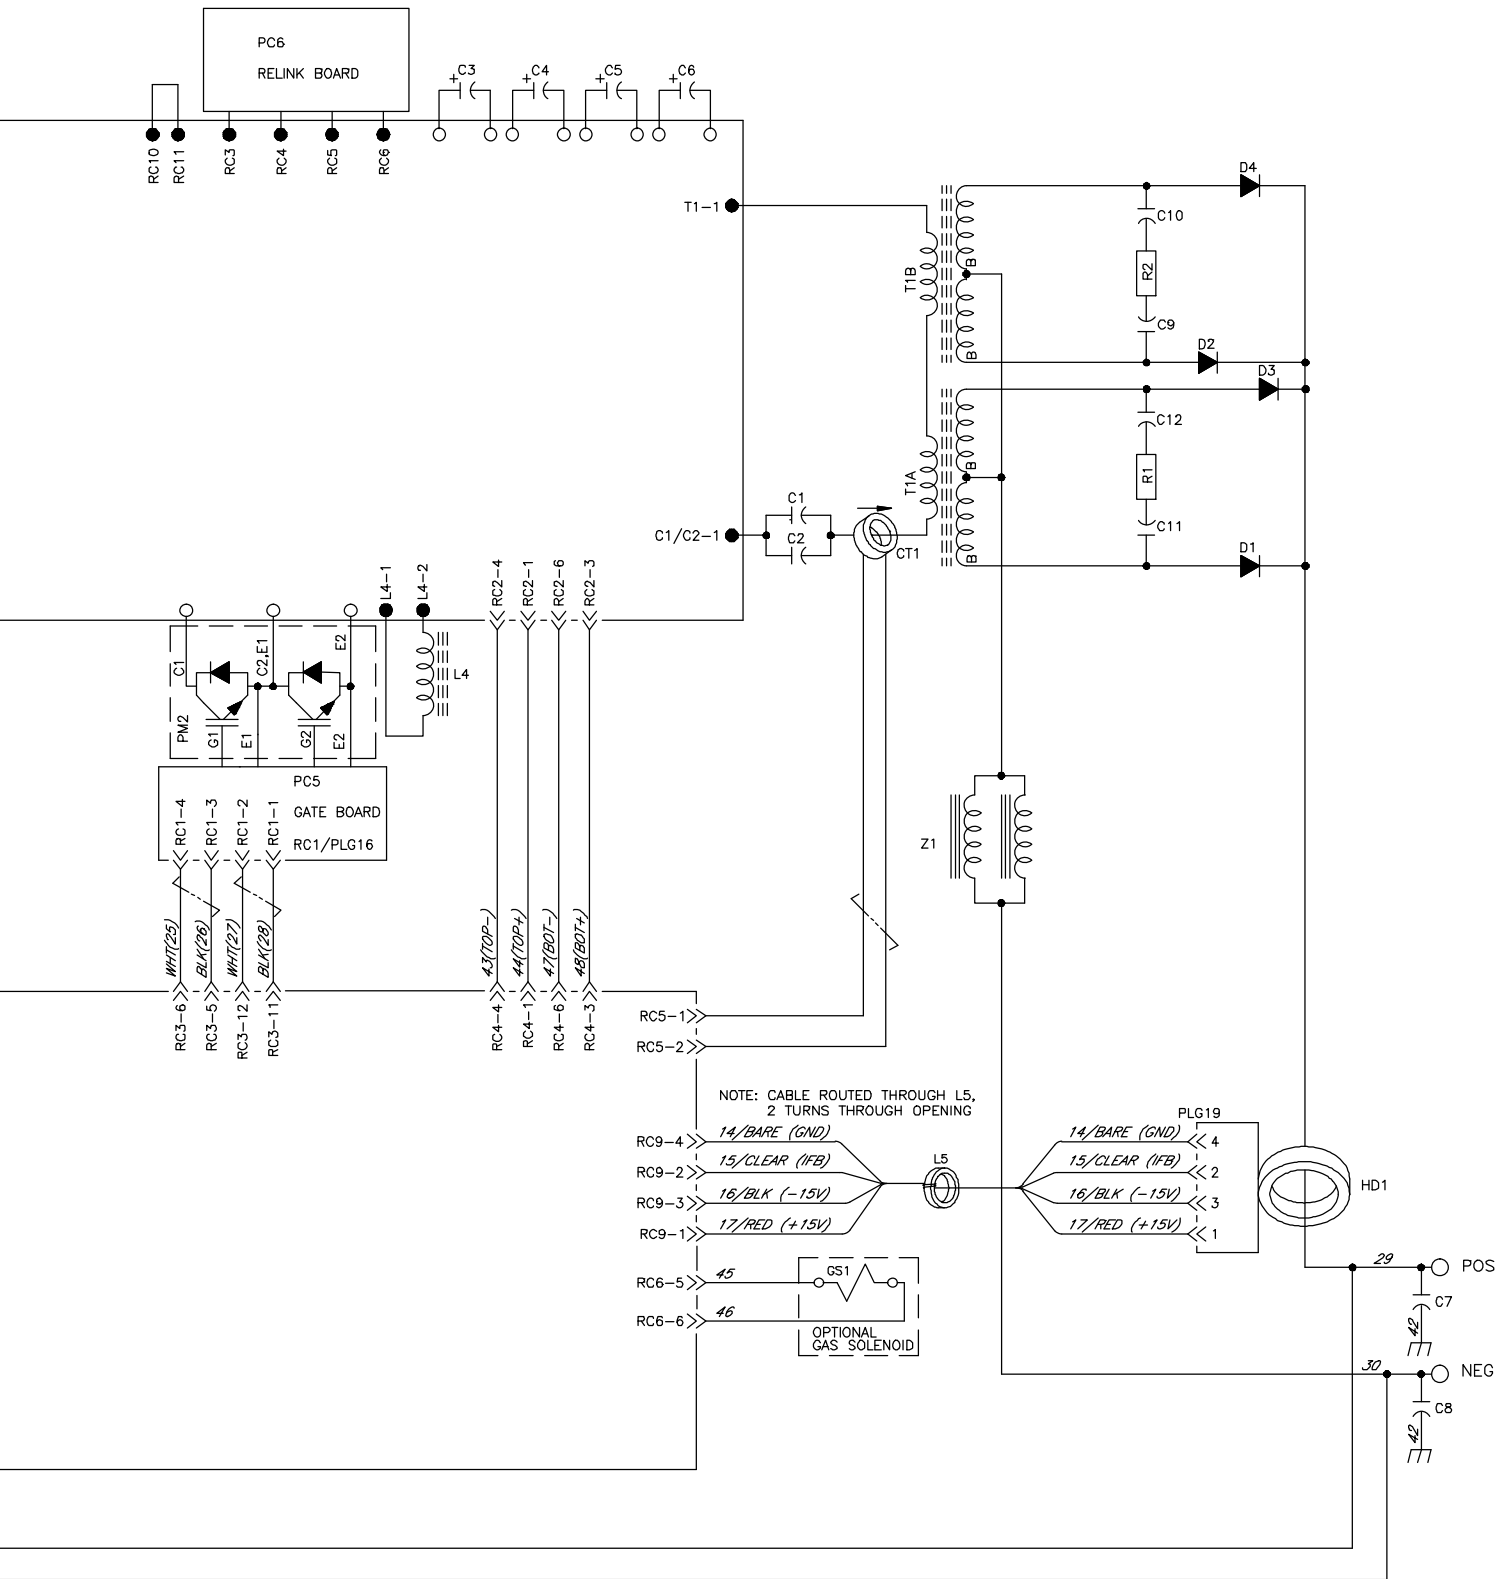 PC6
RELINK BOARD
+C3
+C4
+C5
+C6
RC10
RC11
RC3
RC4
RC5
RC6
T1-1
T1B
B
B
D4
C10
R2
C9
D2
D3
T1A
B
B
C12
R1
C11
D1
C1/C2-1
C1
C2
CT1
L4-1
L4-2
RC2-4
RC2-1
RC2-6
RC2-3
C1
C2,E1
E2
L4
PM2
G1
E1
G2
E2
PC5
GATE BOARD
RC1/PLG16
RC1-4
RC1-3
RC1-2
RC1-1
Z1
WHT(25)
BLK(26)
WHT(27)
BLK(28)
43(TOP-)
44(TOP+)
47(BOT-)
48(BOT+)
RC3-6
RC3-5
RC3-12
RC3-11
RC4-4
RC4-1
RC4-6
RC4-3
RC5-1
RC5-2
NOTE: CABLE ROUTED THROUGH L5,
2 TURNS THROUGH OPENING
PLG19
RC9-4
14/BARE (GND)
14/BARE (GND)
4
RC9-2
15/CLEAR (IFB)
L5
15/CLEAR (IFB)
2
HD1
RC9-3
16/BLK (-15V)
16/BLK (-15V)
3
RC9-1
17/RED (+15V)
17/RED (+15V)
1
RC6-5
45
GS1
29
POS
RC6-6
46
C7
42
OPTIONAL
GAS SOLENOID
30
NEG
C8
42